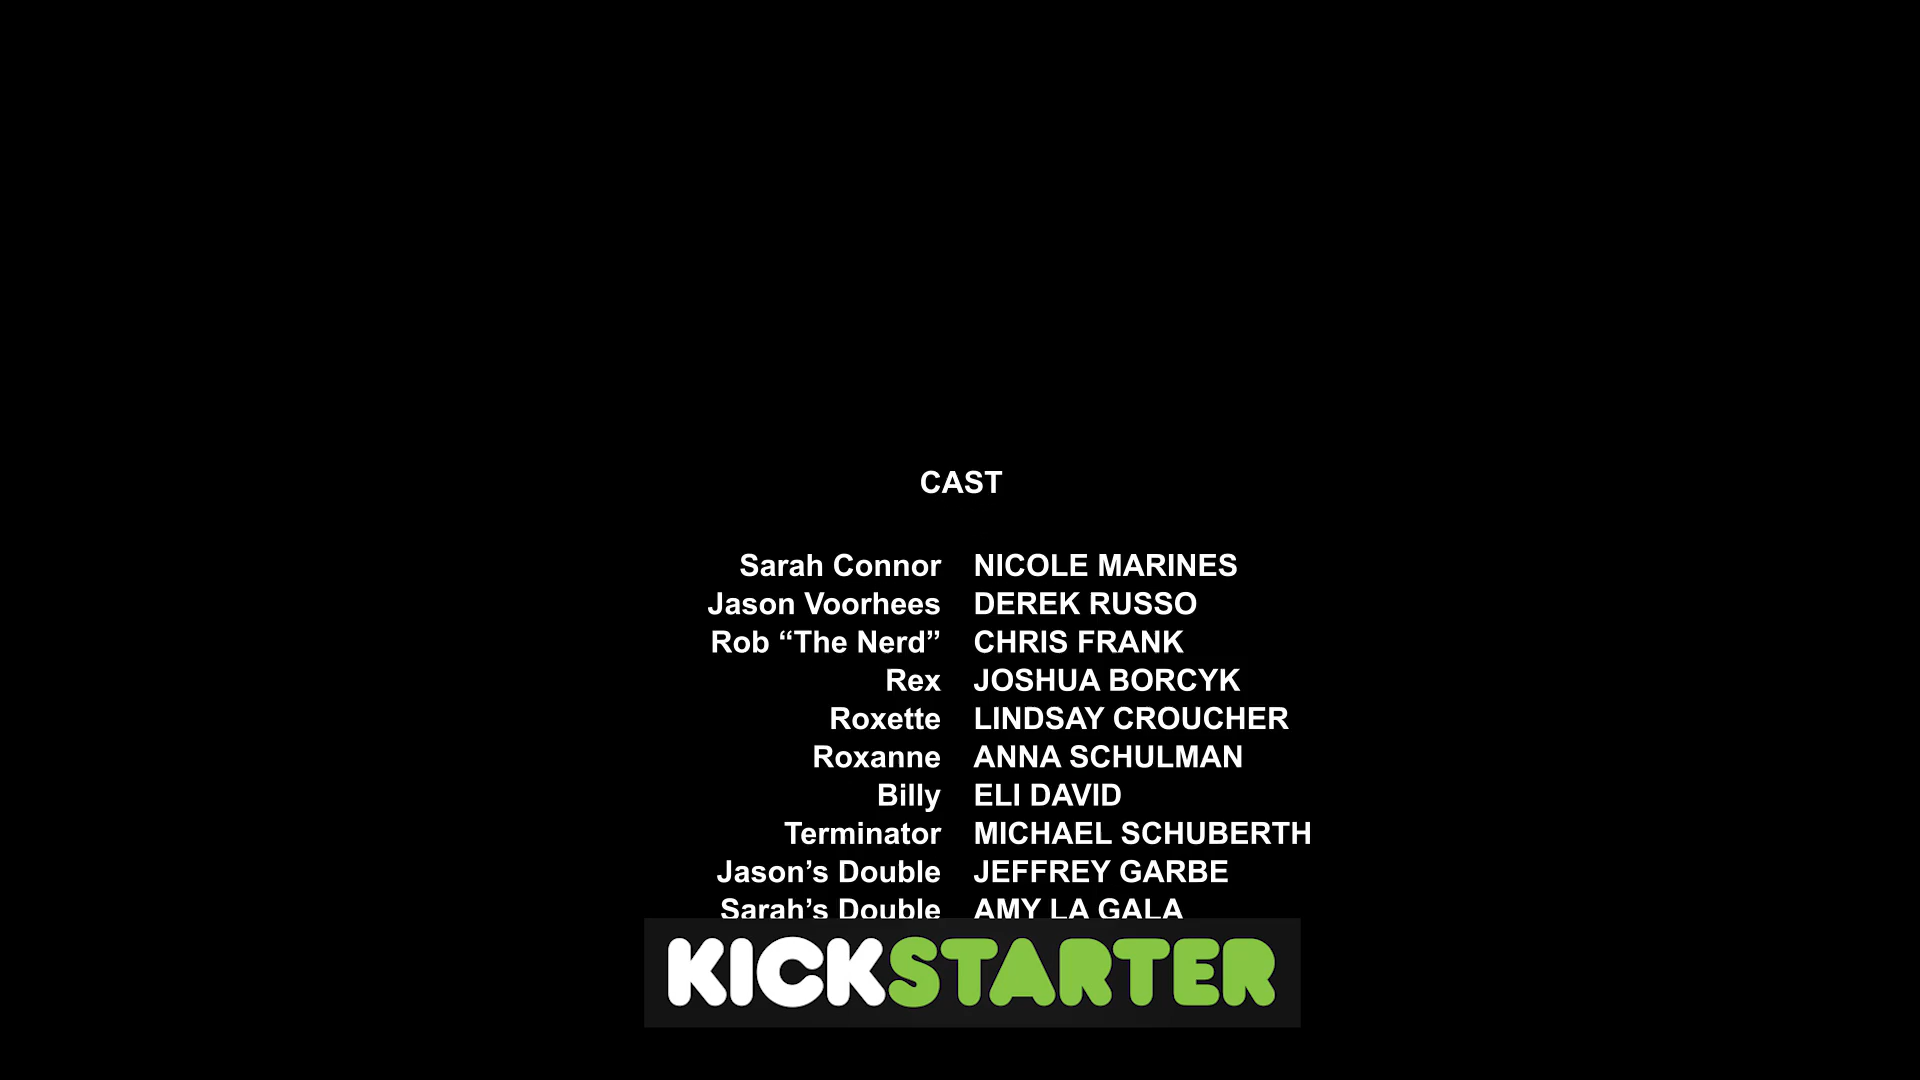 CAST
Sarah Connor NICOLE MARINES
Jason Voorhees DEREK RUSSO
Rob “The Nerd” CHRIS FRANK
Rex JOSHUA BORCYK
Roxette LINDSAY CROUCHER
Roxanne ANNA SCHULMAN
Billy ELI DAVID
Terminator MICHAEL SCHUBERTH
Jason’s Double JEFFREY GARBE
Sarah’s Double AMY LA GALA
KICKSTARTER